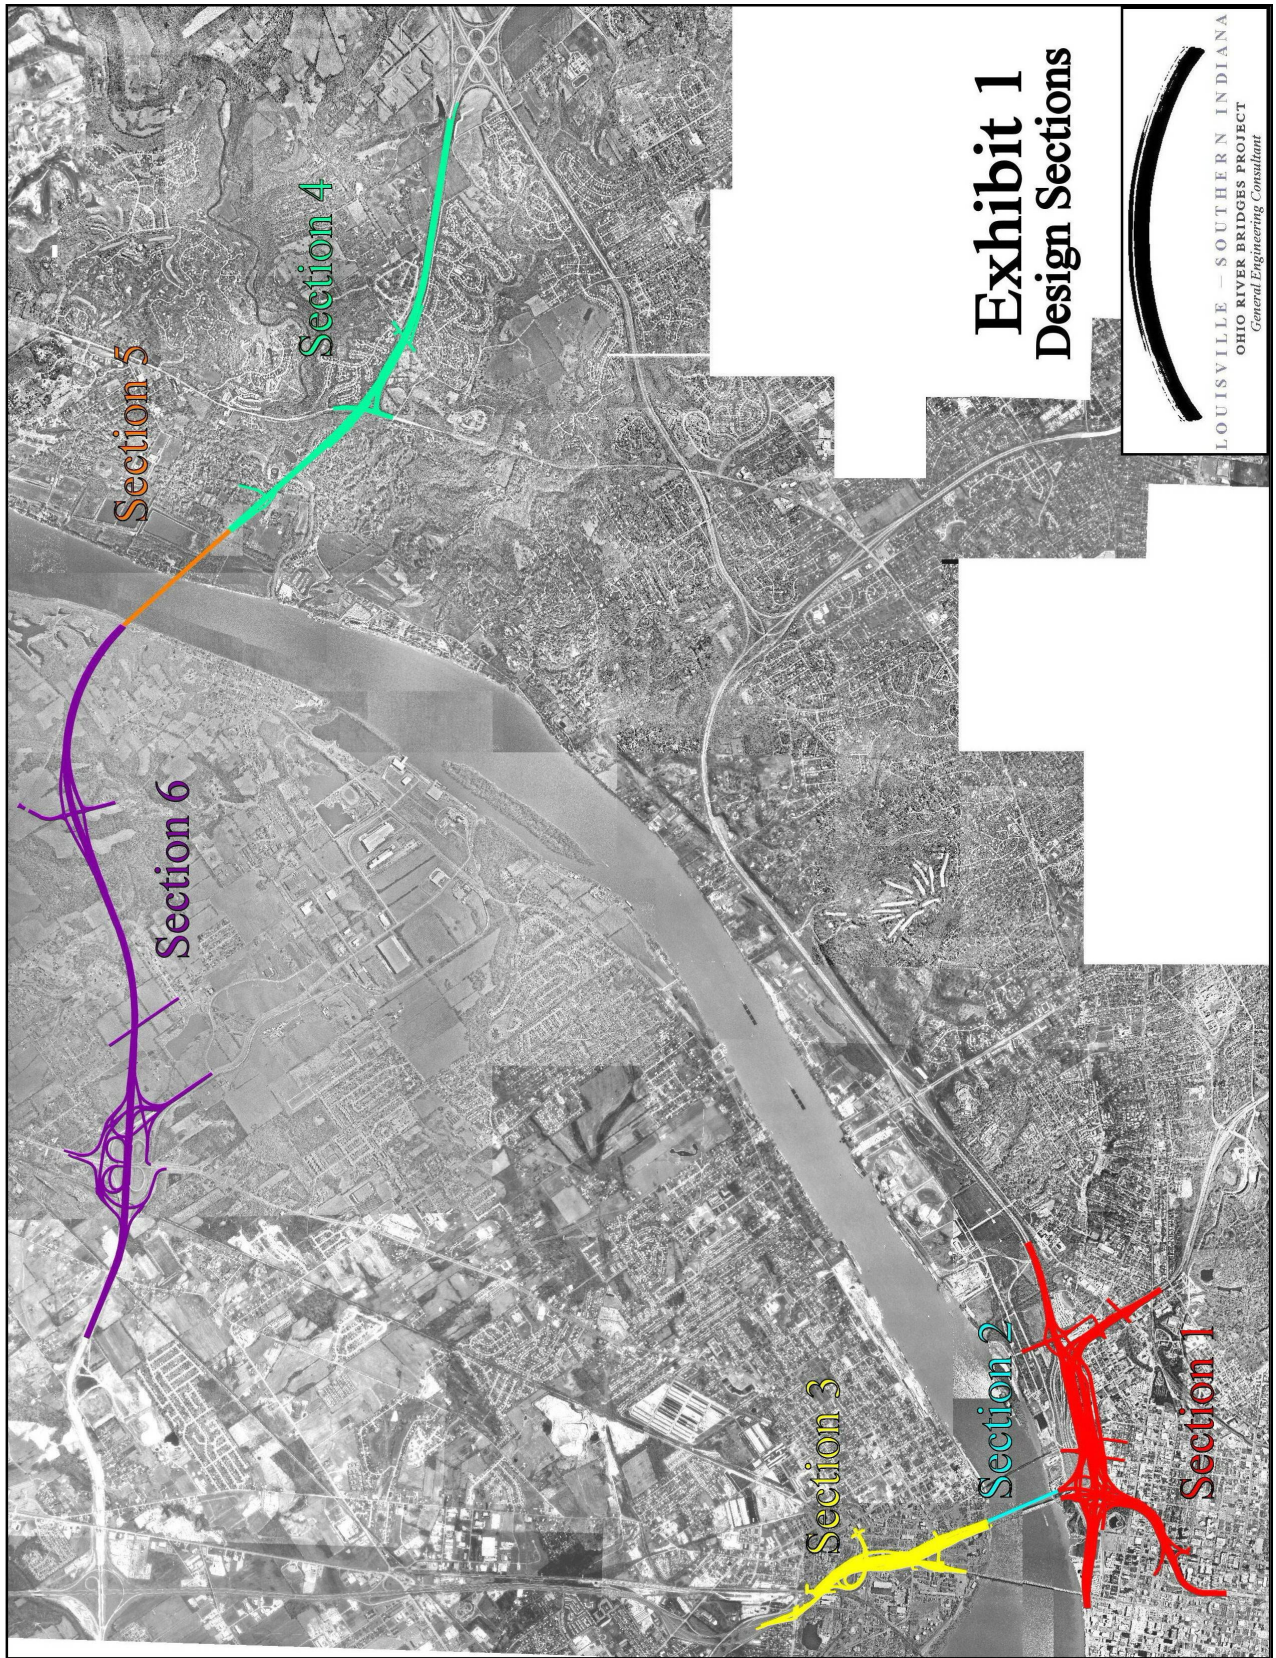 Exhibit 1
Design Sections
LOUISVILLE – SOUTHERN INDIANA
OHIO RIVER BRIDGES PROJECT
General Engineering Consultant
Section 4
Section 5
Section 6
Section 3
Section 2
Section 1